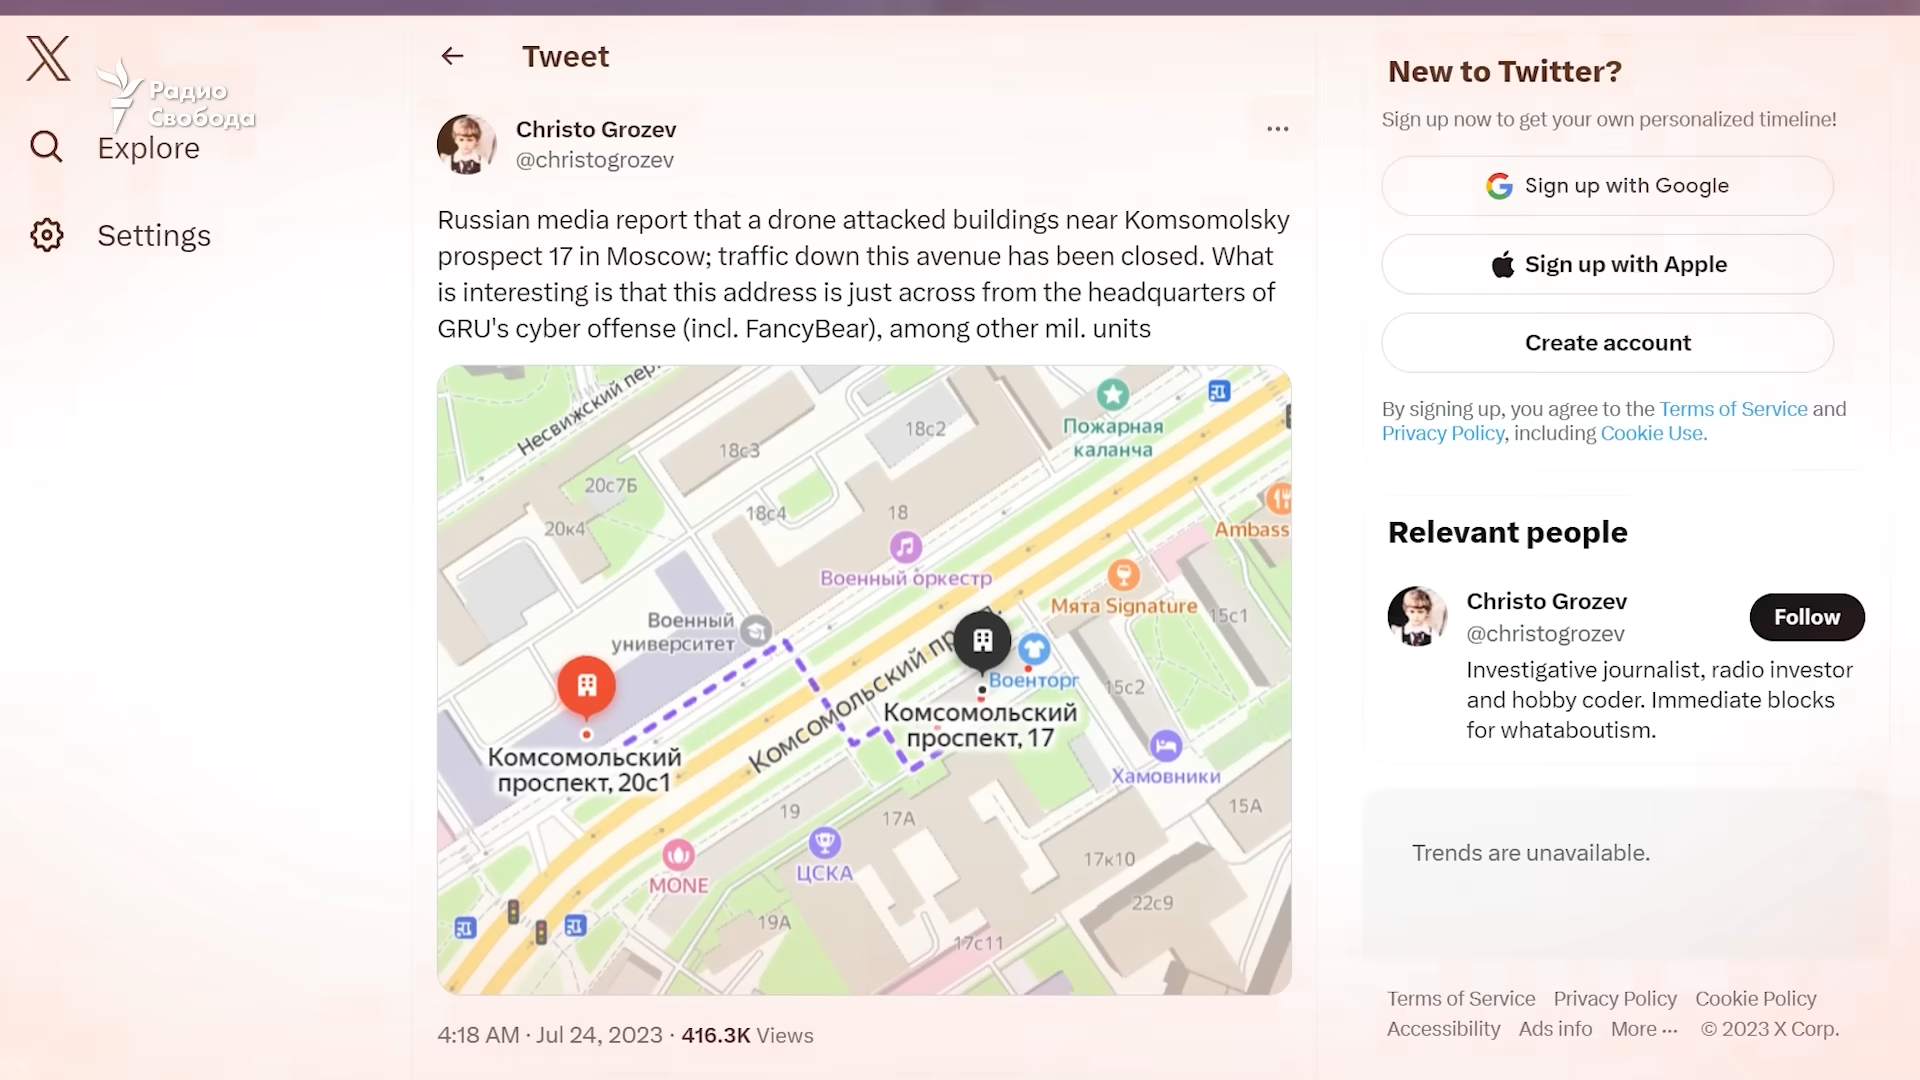 Радио
Свобода
Explore
Settings
Tweet
Christo Grozev
@christogrozev
Russian media report that a drone attacked buildings near Komsomolsky
prospect 17 in Moscow; traffic down this avenue has been closed. What
is interesting is that this address is just across from the headquarters of
GRU's cyber offense (incl. FancyBear), among other mil. units
Несвижский пер.
18с2
Пожарная
каланча
18с3
20с7Б
18с4
18
20к4
Ambass
Военный оркестр
Мята Signature
15с1
Военный
университет
Комсомольский пр
Военторг
15с2
Комсомольский
проспект, 17
Комсомольский
проспект, 20с1
Хамовники
19
17А
15А
MONE
ЦСКА
17к10
22с9
19А
17с11
4:18 AM · Jul 24, 2023 · 416.3K Views
New to Twitter?
Sign up now to get your own personalized timeline!
Sign up with Google
Sign up with Apple
Create account
By signing up, you agree to the Terms of Service and
Privacy Policy, including Cookie Use.
Relevant people
Christo Grozev
@christogrozev
Follow
Investigative journalist, radio investor
and hobby coder. Immediate blocks
for whataboutism.
Trends are unavailable.
Terms of Service Privacy Policy Cookie Policy
Accessibility Ads info More ··· © 2023 X Corp.